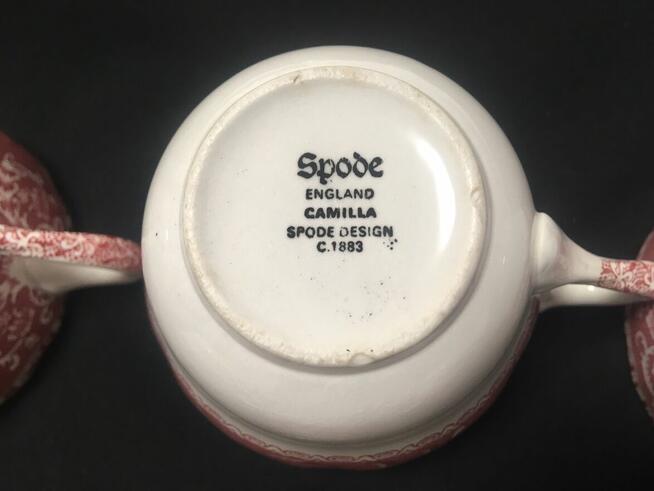 Spode
ENGLAND
CAMILLA
SPODE DESIGN
C.1883